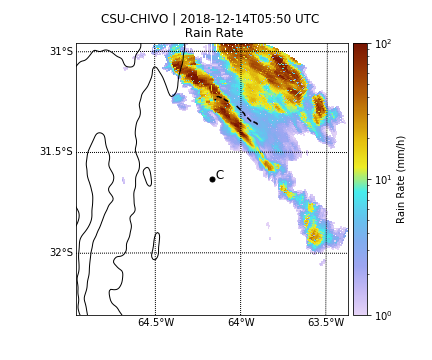 CSU-CHIVO | 2018-12-14T05:50 UTC
Rain Rate
31°S
31.5°S
32°S
64.5°W
64°W
63.5°W
C
10²
10¹
10⁰
Rain Rate (mm/h)